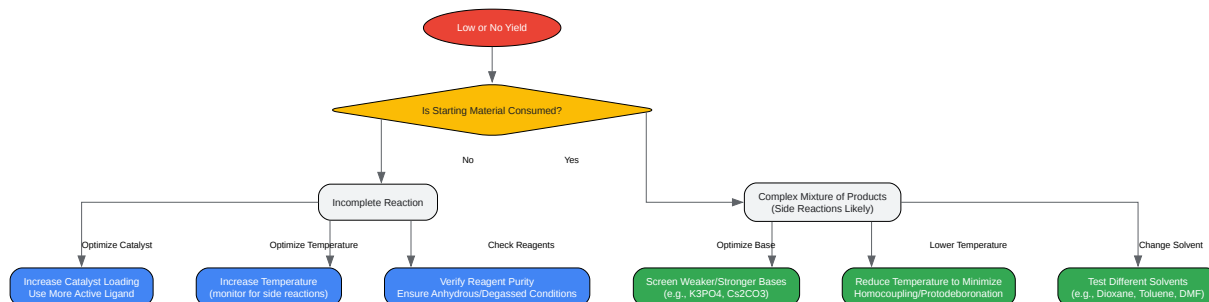 Low or No Yield
Is Starting Material Consumed?
No
Yes
Incomplete Reaction
Complex Mixture of Products
(Side Reactions Likely)
Optimize Catalyst
Optimize Temperature
Check Reagents
Optimize Base
Lower Temperature
Change Solvent
Increase Catalyst Loading
Use More Active Ligand
Increase Temperature
(monitor for side reactions)
Verify Reagent Purity
Ensure Anhydrous/Degassed Conditions
Screen Weaker/Stronger Bases
(e.g., K3PO4, Cs2CO3)
Reduce Temperature to Minimize
Homocoupling/Protodeboronation
Test Different Solvents
(e.g., Dioxane, Toluene, DMF)